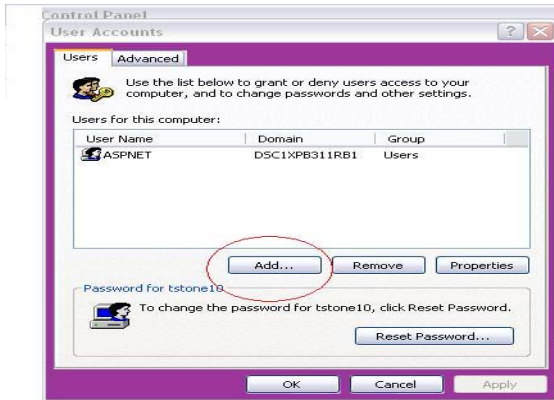 Control Panel
User Accounts
Users Advanced
Use the list below to grant or deny users access to your
computer, and to change passwords and other settings.
Users for this computer:
User Name Domain Group
ASPNET DSC1XPB311RB1 Users
Add... Remove Properties
Password for tstone10
To change the password for tstone10, click Reset Password.
Reset Password...
OK Cancel Apply